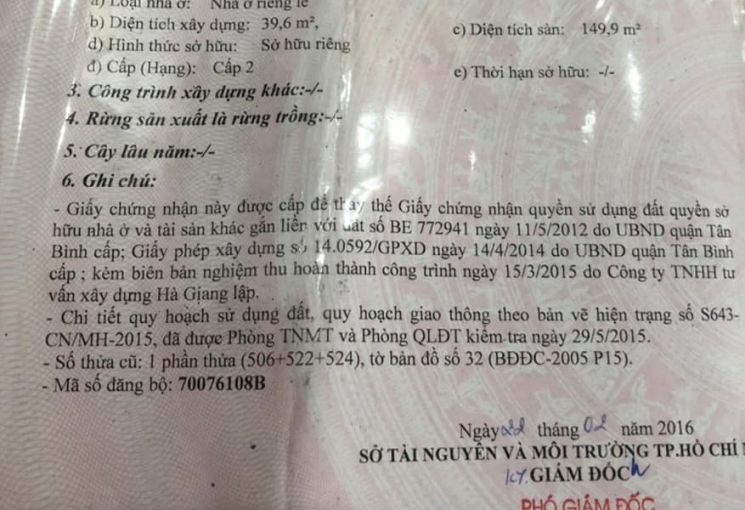 a) Loại nhà ở: Nhà ở riêng lẻ
b) Diện tích xây dựng: 39,6 m², c) Diện tích sàn: 149,9 m²
d) Hình thức sở hữu: Sở hữu riêng
đ) Cấp (Hạng): Cấp 2 e) Thời hạn sở hữu: -/-
3. Công trình xây dựng khác:-/-
4. Rừng sản xuất là rừng trồng:-/-
5. Cây lâu năm:-/-
6. Ghi chú:
- Giấy chứng nhận này được cấp để thay thế Giấy chứng nhận quyền sử dụng đất quyền sở
hữu nhà ở và tài sản khác gắn liền với đất số BE 772941 ngày 11/5/2012 do UBND quận Tân
Bình cấp; Giấy phép xây dựng số 14.0592/GPXD ngày 14/4/2014 do UBND quận Tân Bình
cấp ; kèm biên bản nghiệm thu hoàn thành công trình ngày 15/3/2015 do Công ty TNHH tư
vấn xây dựng Hà Giang lập.
- Chi tiết quy hoạch sử dụng đất, quy hoạch giao thông theo bản vẽ hiện trạng số S643-
CN/MH-2015, đã được Phòng TNMT và Phòng QLĐT kiểm tra ngày 29/5/2015.
- Số thửa cũ: 1 phần thửa (506+522+524), tờ bản đồ số 32 (BĐĐC-2005 P15).
- Mã số đăng bộ: 70076108B
Ngày 22 tháng 02 năm 2016
SỞ TÀI NGUYÊN VÀ MÔI TRƯỜNG TP.HỒ CHÍ
KT. GIÁM ĐỐC
PHÓ GIÁM ĐỐC